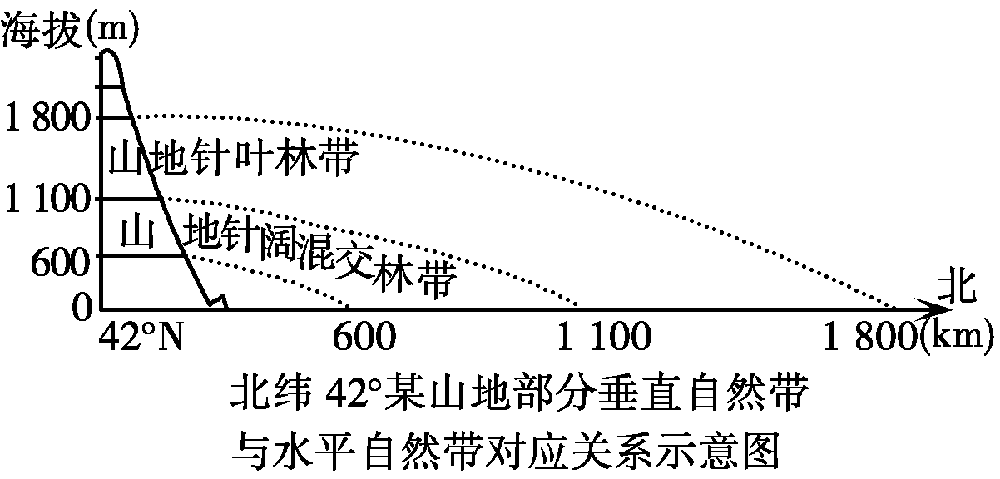 海拔(m)
1 800
山地针叶林带
1 100
山地针阔混交林带
600
0
北
42°N
600
1 100
1 800(km)
北纬42°某山地部分垂直自然带
与水平自然带对应关系示意图